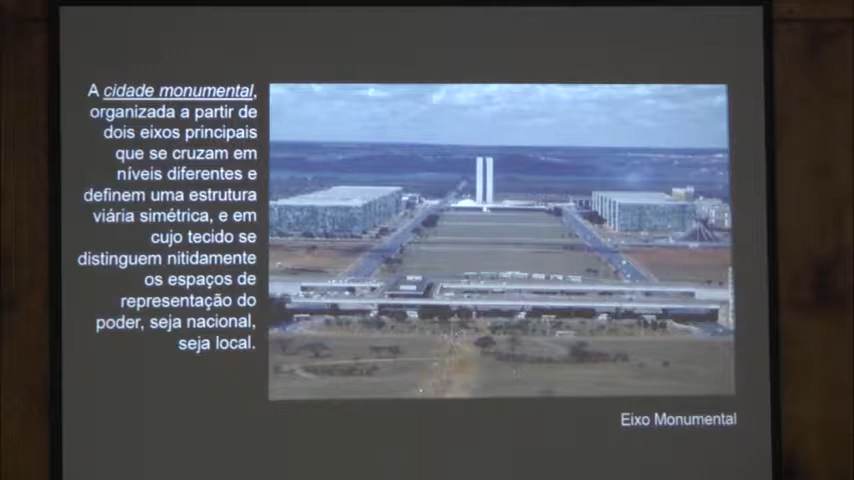 A cidade monumental,
organizada a partir de
dois eixos principais
que se cruzam em
níveis diferentes e
definem uma estrutura
viária simétrica, e em
cujo tecido se
distinguem nitidamente
os espaços de
representação do
poder, seja nacional,
seja local.
Eixo Monumental